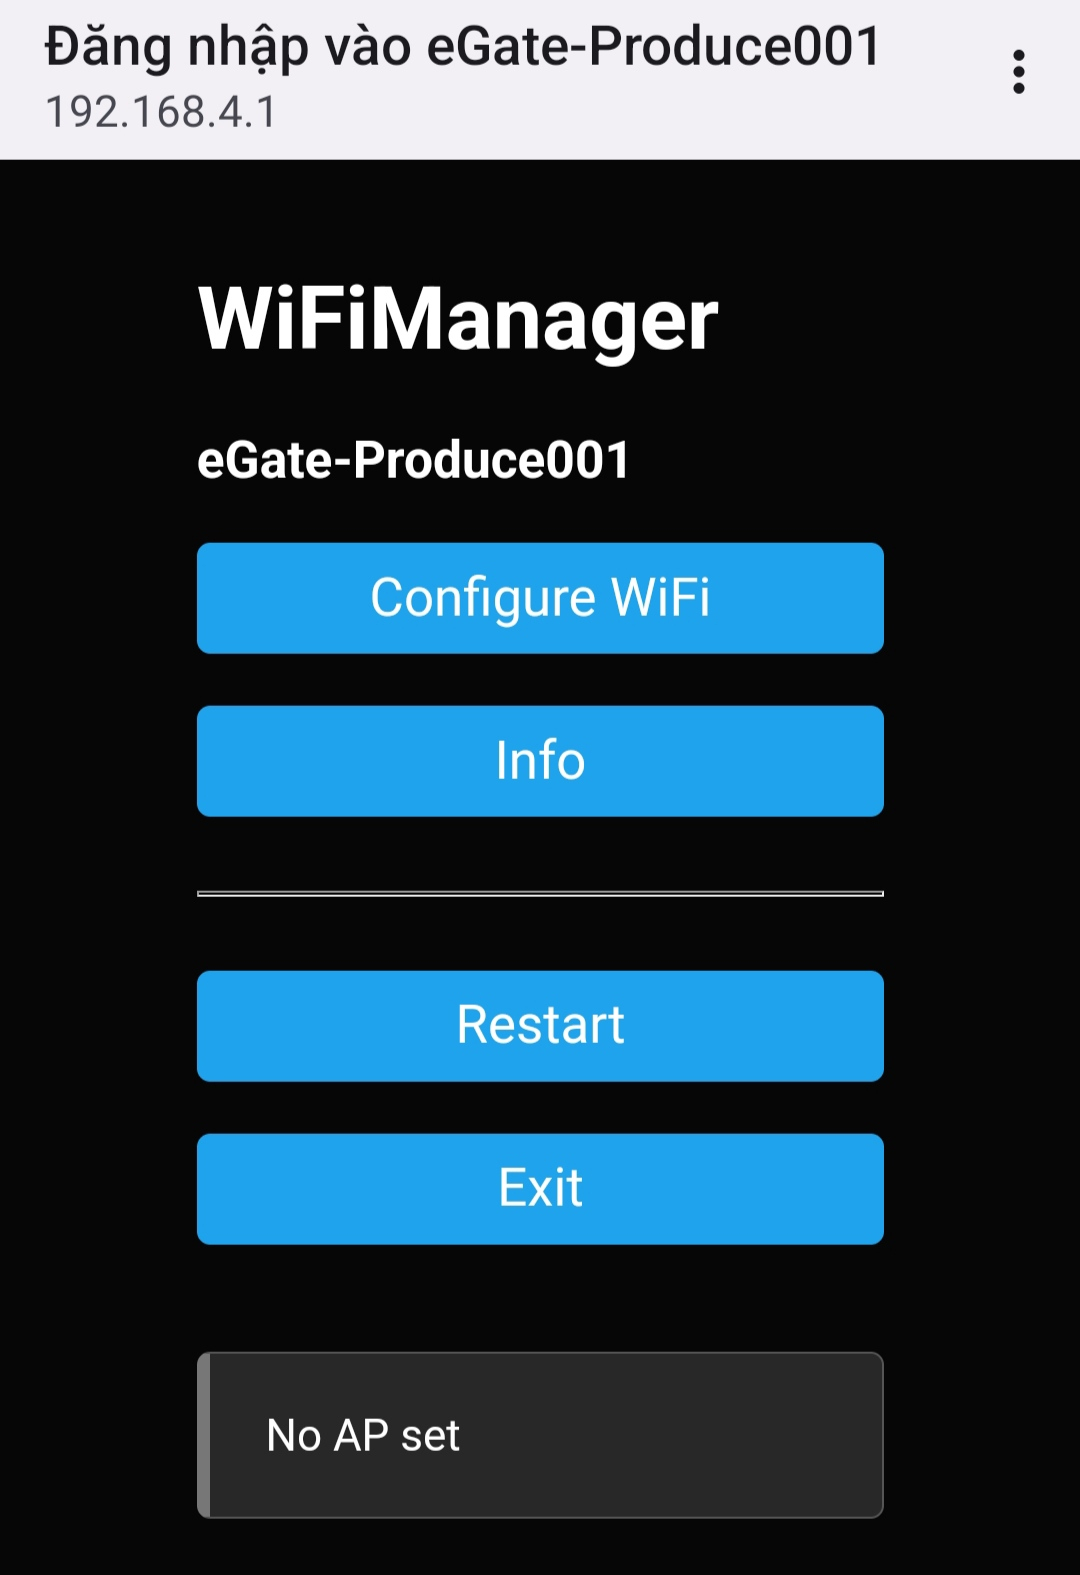 Đăng nhập vào eGate-Produce001
192.168.4.1
WiFiManager
eGate-Produce001
Configure WiFi
Info
Restart
Exit
No AP set